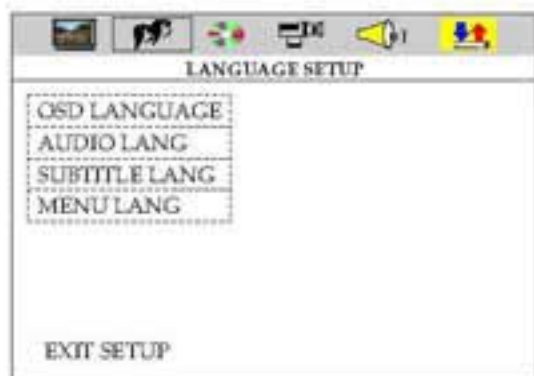 LANGUAGE SETUP
OSD LANGUAGE
AUDIO LANG
SUBTITLE LANG
MENU LANG
EXIT SETUP